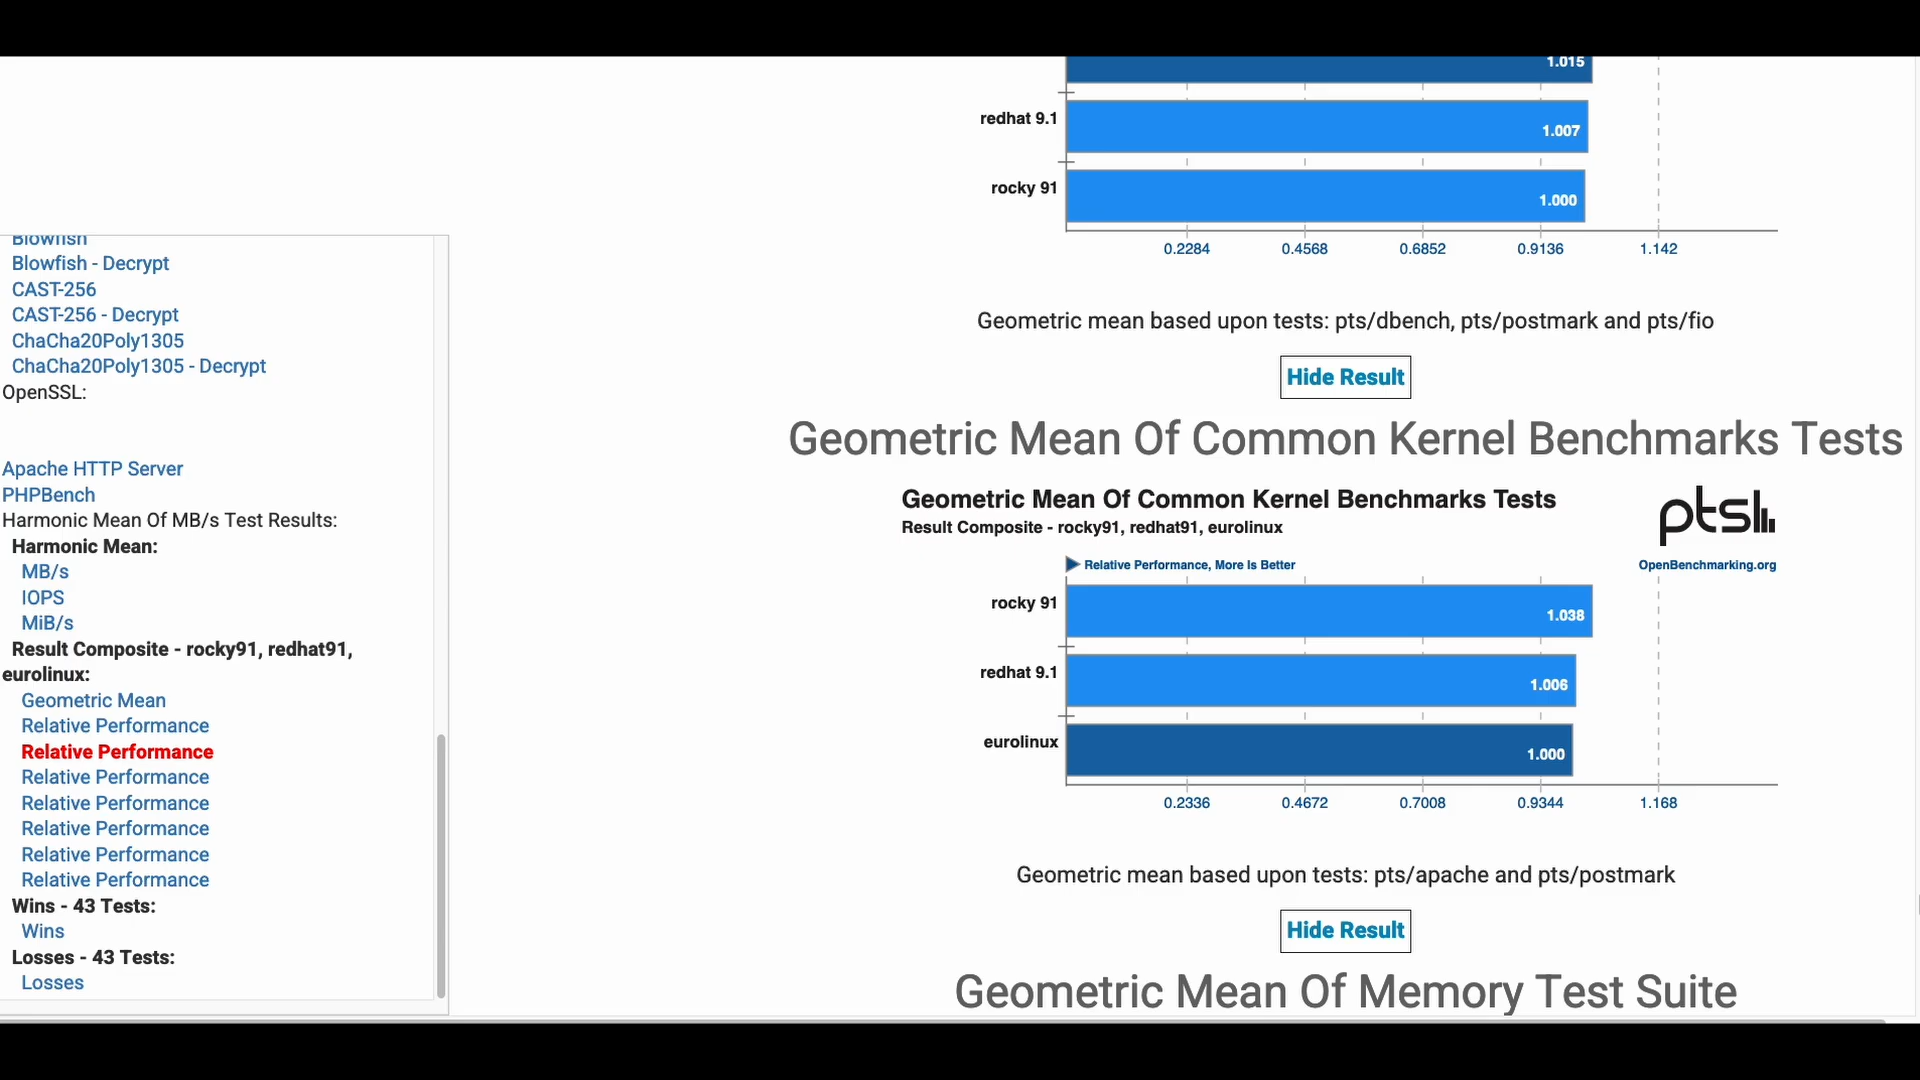 Blowfish
Blowfish - Decrypt
CAST-256
CAST-256 - Decrypt
ChaCha20Poly1305
ChaCha20Poly1305 - Decrypt
OpenSSL:
Apache HTTP Server
PHPBench
Harmonic Mean Of MB/s Test Results:
Harmonic Mean:
MB/s
IOPS
MiB/s
Result Composite - rocky91, redhat91,
eurolinux:
Geometric Mean
Relative Performance
Relative Performance
Relative Performance
Relative Performance
Relative Performance
Relative Performance
Relative Performance
Wins - 43 Tests:
Wins
Losses - 43 Tests:
Losses
1.015
redhat 9.1 1.007
rocky 91 1.000
0.2284 0.4568 0.6852 0.9136 1.142
Geometric mean based upon tests: pts/dbench, pts/postmark and pts/fio
Hide Result
Geometric Mean Of Common Kernel Benchmarks Tests
Geometric Mean Of Common Kernel Benchmarks Tests
Result Composite - rocky91, redhat91, eurolinux
pts
Relative Performance, More Is Better
OpenBenchmarking.org
rocky 91 1.038
redhat 9.1 1.006
eurolinux 1.000
0.2336 0.4672 0.7008 0.9344 1.168
Geometric mean based upon tests: pts/apache and pts/postmark
Hide Result
Geometric Mean Of Memory Test Suite